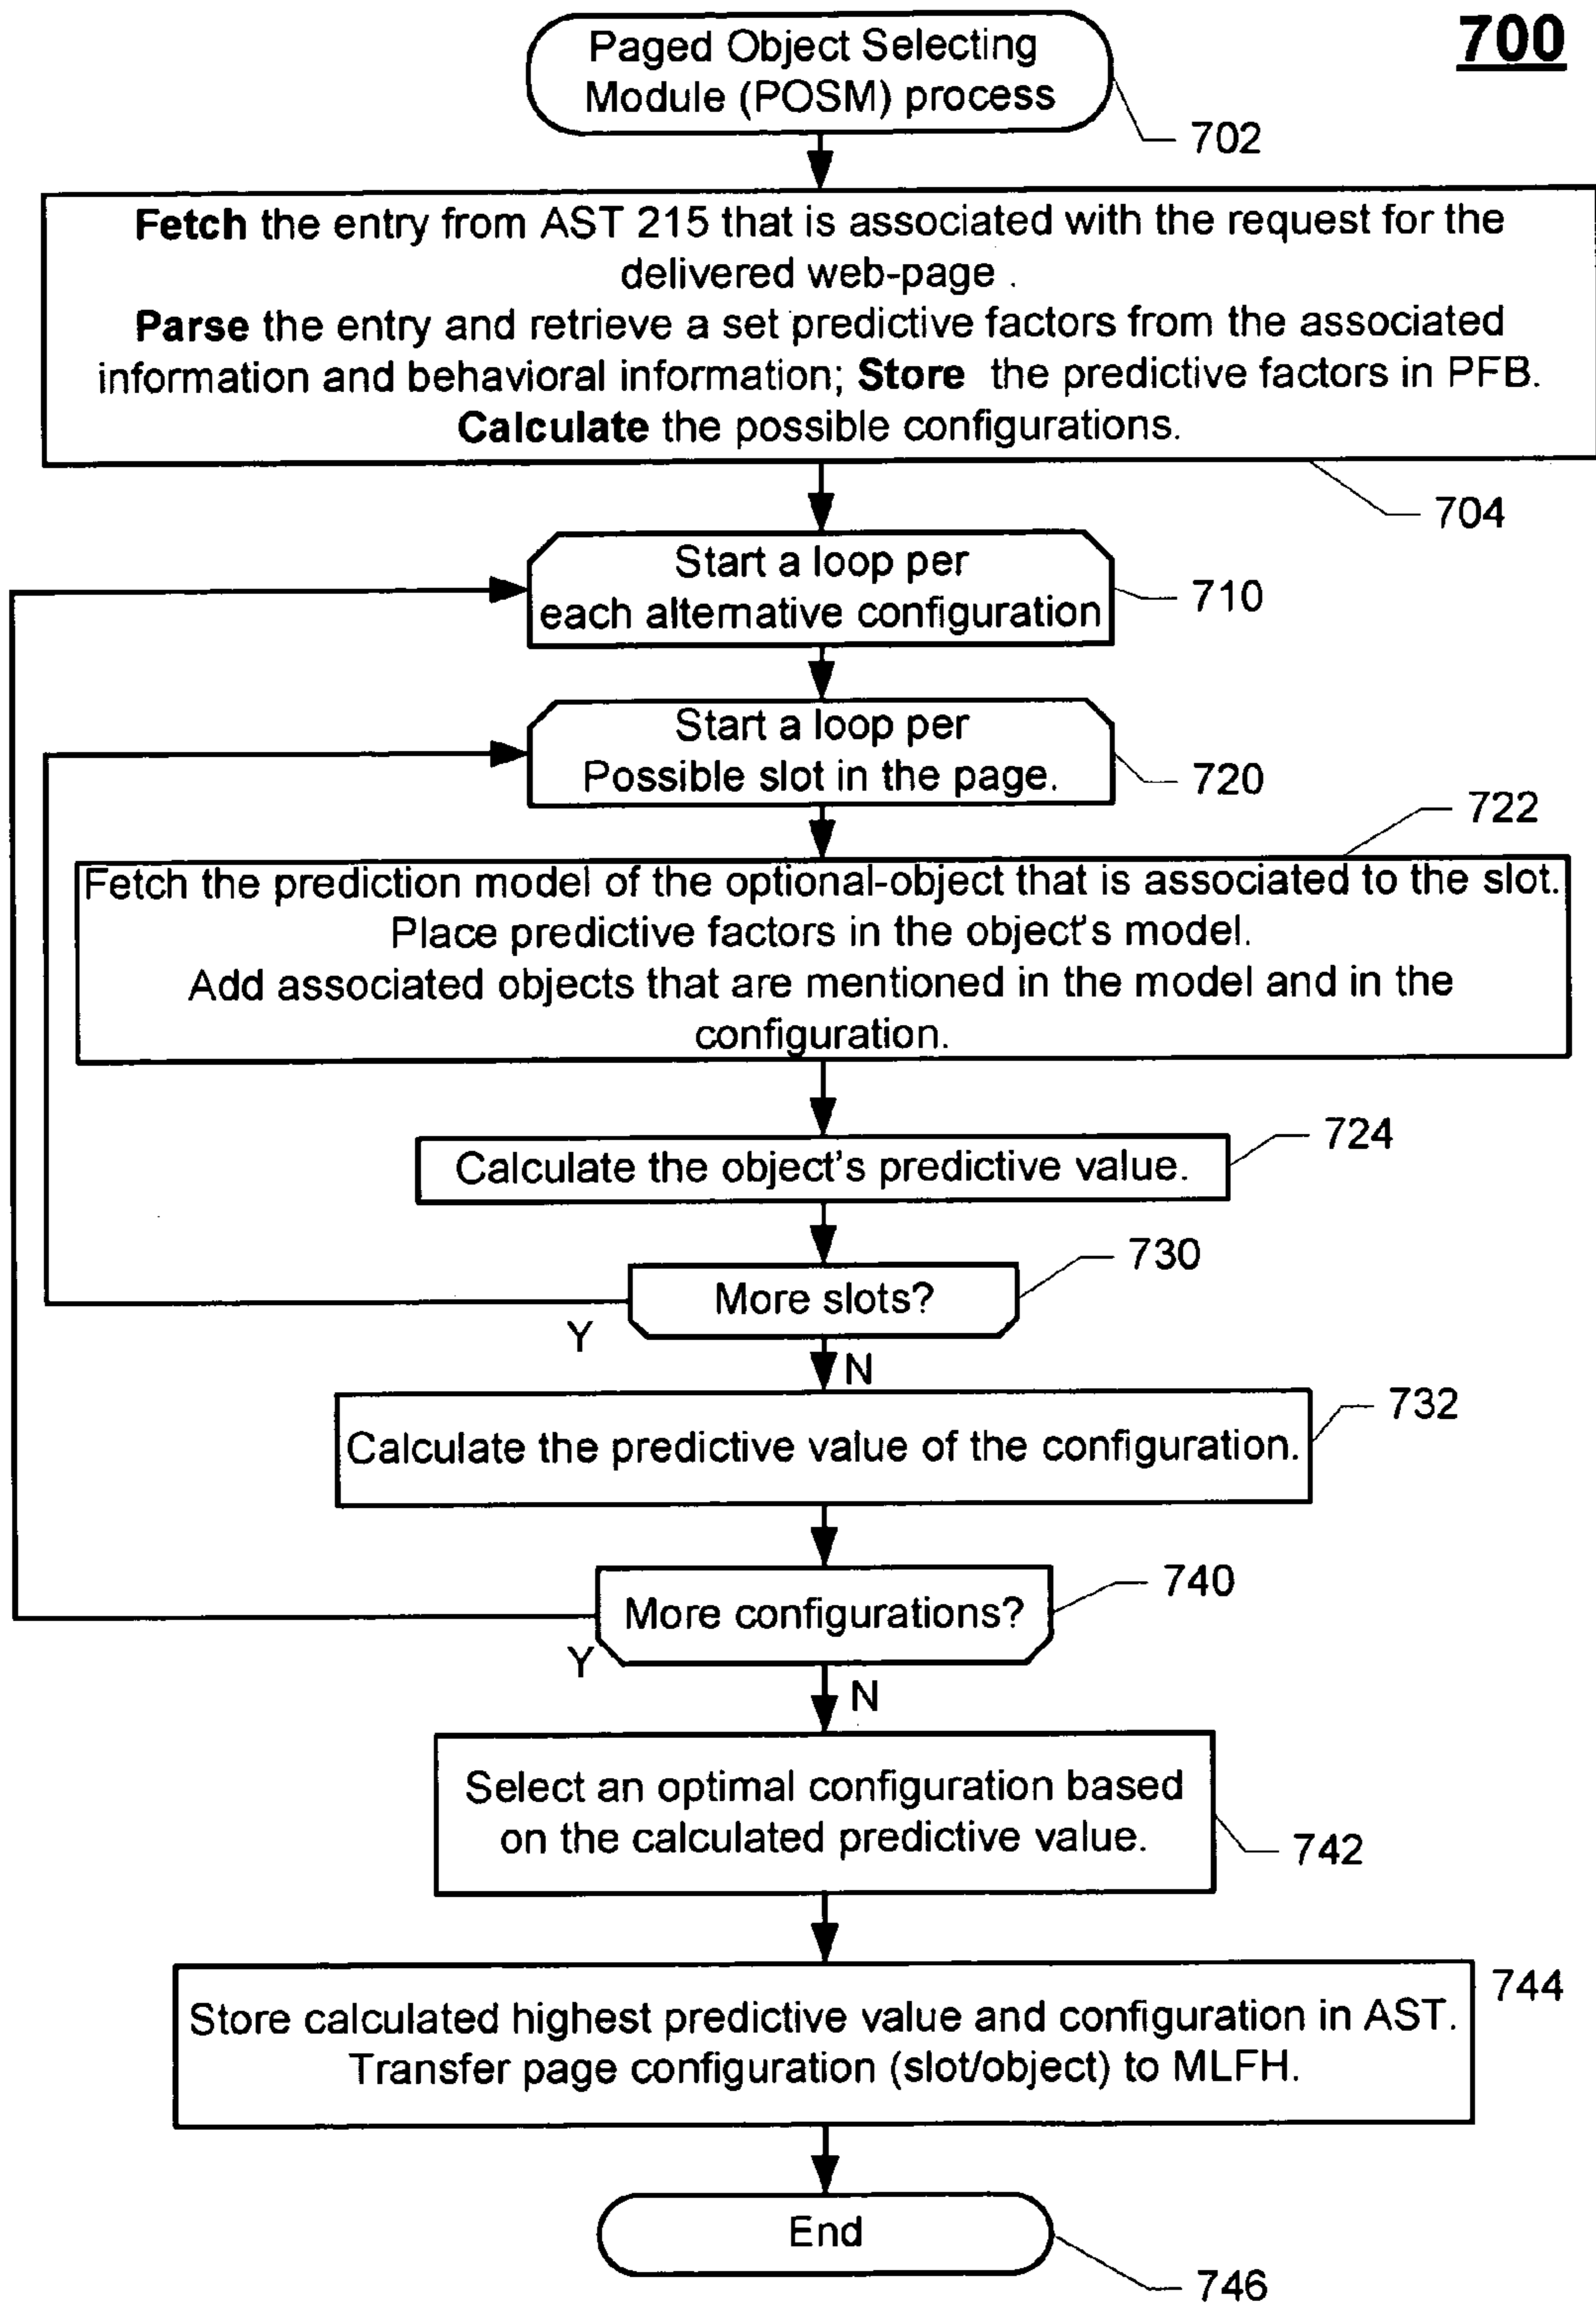 700
Paged Object Selecting
Module (POSM) process
702
Fetch the entry from AST 215 that is associated with the request for the
delivered web-page .
Parse the entry and retrieve a set predictive factors from the associated
information and behavioral information; Store the predictive factors in PFB.
Calculate the possible configurations.
704
Start a loop per
each alternative configuration
710
Start a loop per
Possible slot in the page.
720
722
Fetch the prediction model of the optional-object that is associated to the slot.
Place predictive factors in the object's model.
Add associated objects that are mentioned in the model and in the
configuration.
724
Calculate the object's predictive value.
730
More slots?
Y
N
732
Calculate the predictive value of the configuration.
740
More configurations?
Y
N
Select an optimal configuration based
on the calculated predictive value.
742
744
Store calculated highest predictive value and configuration in AST.
Transfer page configuration (slot/object) to MLFH.
End
746